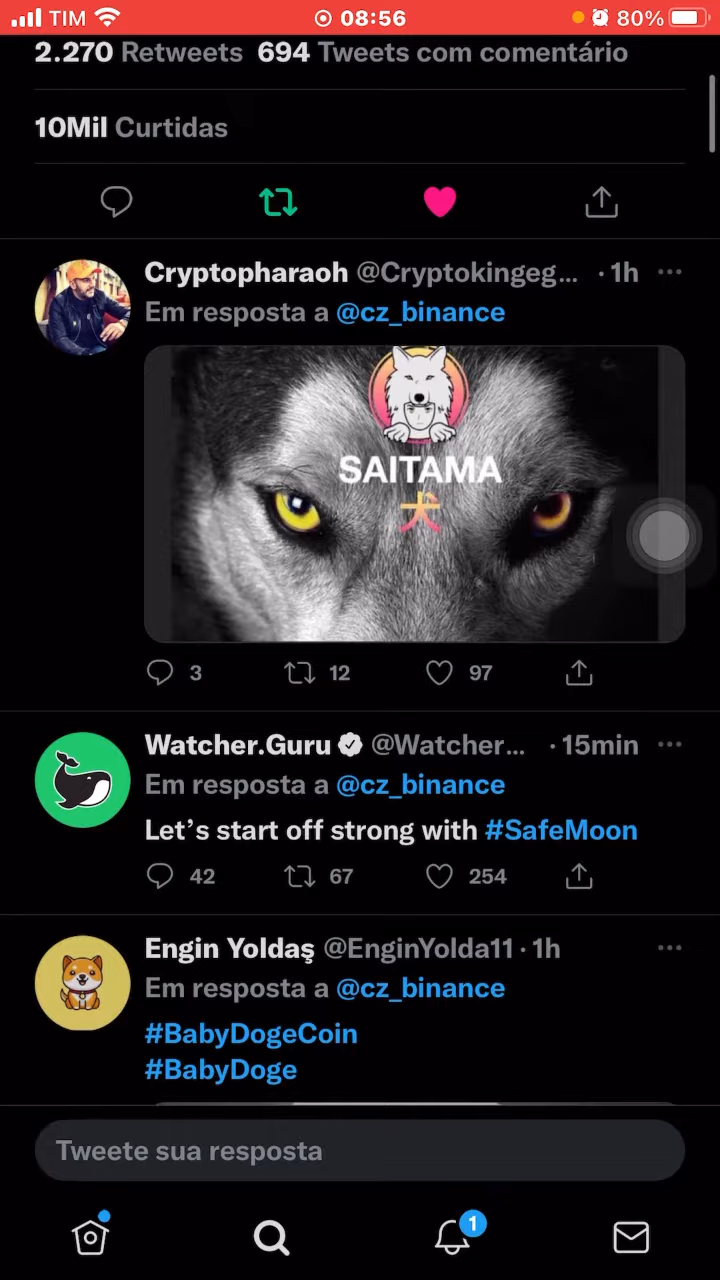 TIM 08:56 80%
2.270 Retweets 694 Tweets com comentário
10Mil Curtidas
Cryptopharaoh @Cryptokingeg... · 1h
Em resposta a @cz_binance
SAITAMA
犬
3 12 97
Watcher.Guru @Watcher... · 15min
Em resposta a @cz_binance
Let's start off strong with #SafeMoon
42 67 254
Engin Yoldaş @EnginYolda11 · 1h
Em resposta a @cz_binance
#BabyDogeCoin
#BabyDoge
Tweete sua resposta
1